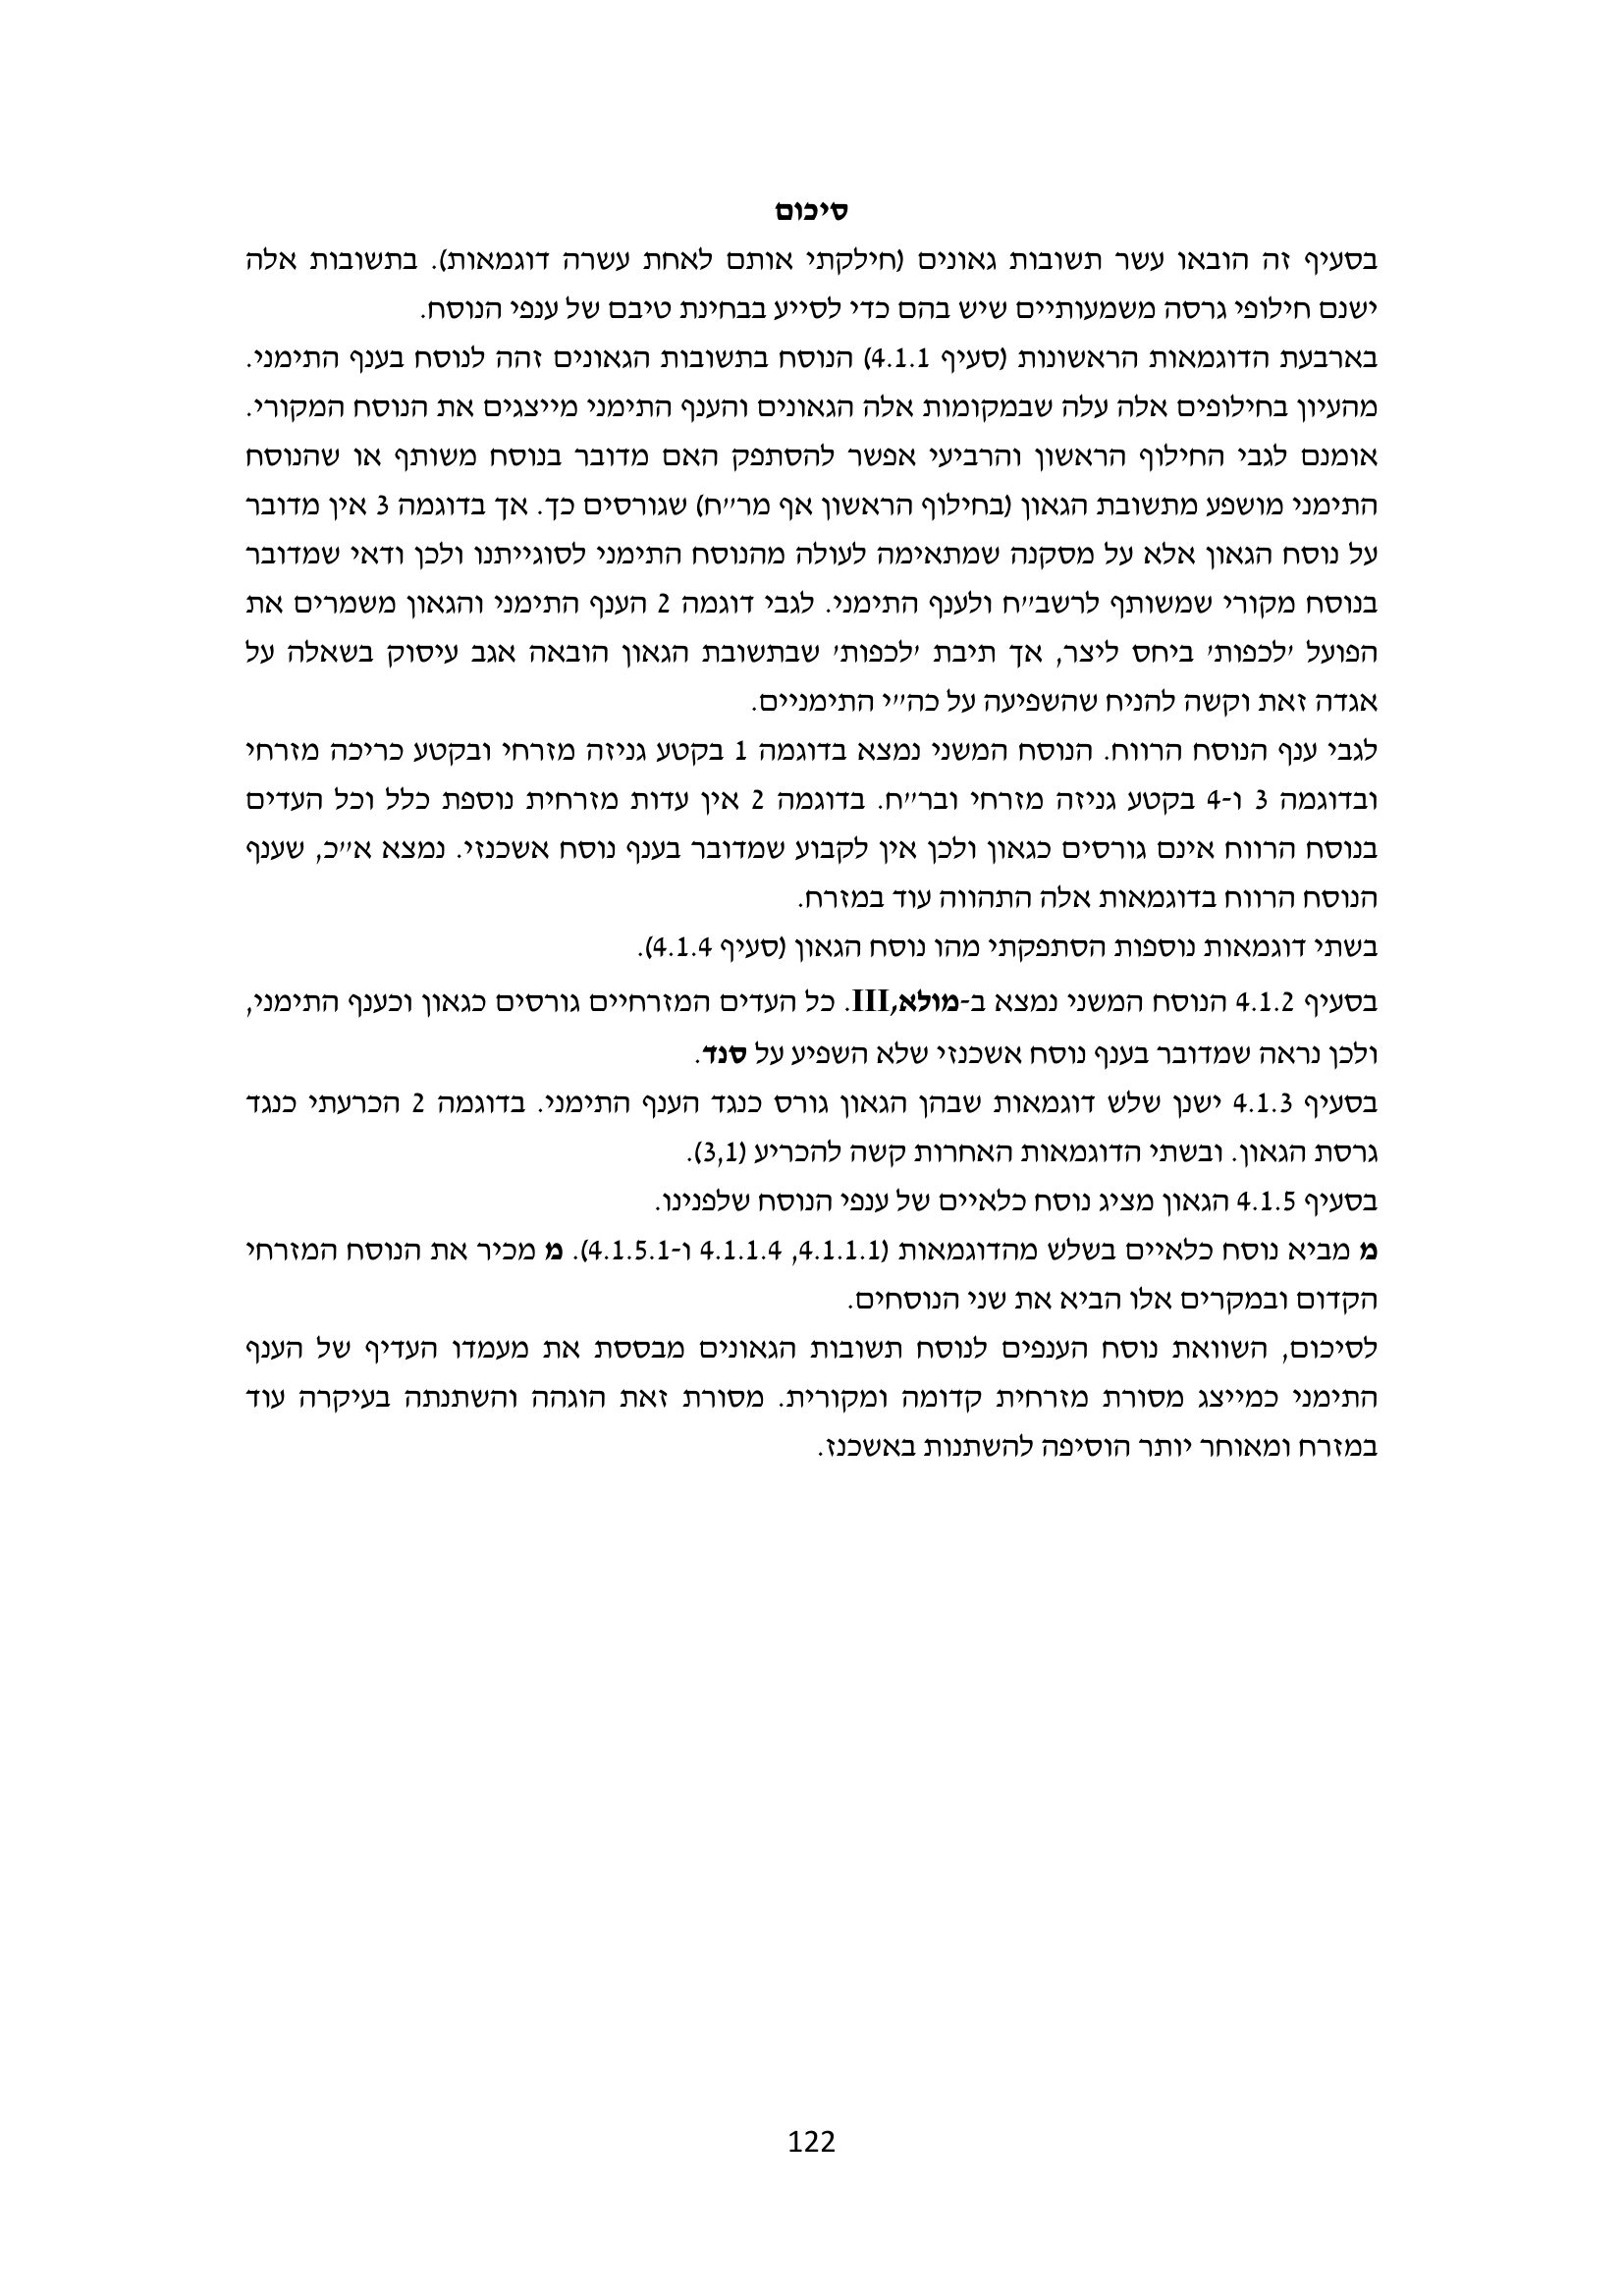 סיכום
בסעיף זה הובאו עשר תשובות גאונים (חילקתי אותם לאחת עשרה דוגמאות). בתשובות אלה
ישנם חילופי גרסה משמעותיים שיש בהם כדי לסייע בבחינת טיבם של ענפי הנוסח.
בארבעת הדוגמאות הראשונות (סעיף 4.1.1) הנוסח בתשובות הגאונים זהה לנוסח בענף התימני.
מהעיון בחילופים אלה עלה שבמקומות אלה הגאונים והענף התימני מייצגים את הנוסח המקורי.
אומנם לגבי החילוף הראשון והרביעי אפשר להסתפק האם מדובר בנוסח משותף או שהנוסח
התימני מושפע מתשובת הגאון (בחילוף הראשון אף מר״ח) שגורסים כך. אך בדוגמה 3 אין מדובר
על נוסח הגאון אלא על מסקנה שמתאימה לעולה מהנוסח התימני לסוגייתנו ולכן ודאי שמדובר
בנוסח מקורי שמשותף לרשב״ח ולענף התימני. לגבי דוגמה 2 הענף התימני והגאון משמרים את
הפועל ׳לכפות׳ ביחס ליצר, אך תיבת ׳לכפות׳ שבתשובת הגאון הובאה אגב עיסוק בשאלה על
אגדה זאת וקשה להניח שהשפיעה על כה״י התימניים.
לגבי ענף הנוסח הרווח. הנוסח המשני נמצא בדוגמה 1 בקטע גניזה מזרחי ובקטע כריכה מזרחי
ובדוגמה 3 ו-4 בקטע גניזה מזרחי ובר״ח. בדוגמה 2 אין עדות מזרחית נוספת כלל וכל העדים
בנוסח הרווח אינם גורסים כגאון ולכן אין לקבוע שמדובר בענף נוסח אשכנזי. נמצא א״כ, שענף
הנוסח הרווח בדוגמאות אלה התהווה עוד במזרח.
בשתי דוגמאות נוספות הסתפקתי מהו נוסח הגאון (סעיף 4.1.4).
בסעיף 4.1.2 הנוסח המשני נמצא ב-מולא,III. כל העדים המזרחיים גורסים כגאון וכענף התימני,
ולכן נראה שמדובר בענף נוסח אשכנזי שלא השפיע על סנד.
בסעיף 4.1.3 ישנן שלש דוגמאות שבהן הגאון גורס כנגד הענף התימני. בדוגמה 2 הכרעתי כנגד
גרסת הגאון. ובשתי הדוגמאות האחרות קשה להכריע (3,1).
בסעיף 4.1.5 הגאון מציג נוסח כלאיים של ענפי הנוסח שלפנינו.
מ מביא נוסח כלאיים בשלש מהדוגמאות (4.1.1.1, 4.1.1.4 ו-4.1.5.1). מ מכיר את הנוסח המזרחי
הקדום ובמקרים אלו הביא את שני הנוסחים.
לסיכום, השוואת נוסח הענפים לנוסח תשובות הגאונים מבססת את מעמדו העדיף של הענף
התימני כמייצג מסורת מזרחית קדומה ומקורית. מסורת זאת הוגהה והשתנתה בעיקרה עוד
במזרח ומאוחר יותר הוסיפה להשתנות באשכנז.
122